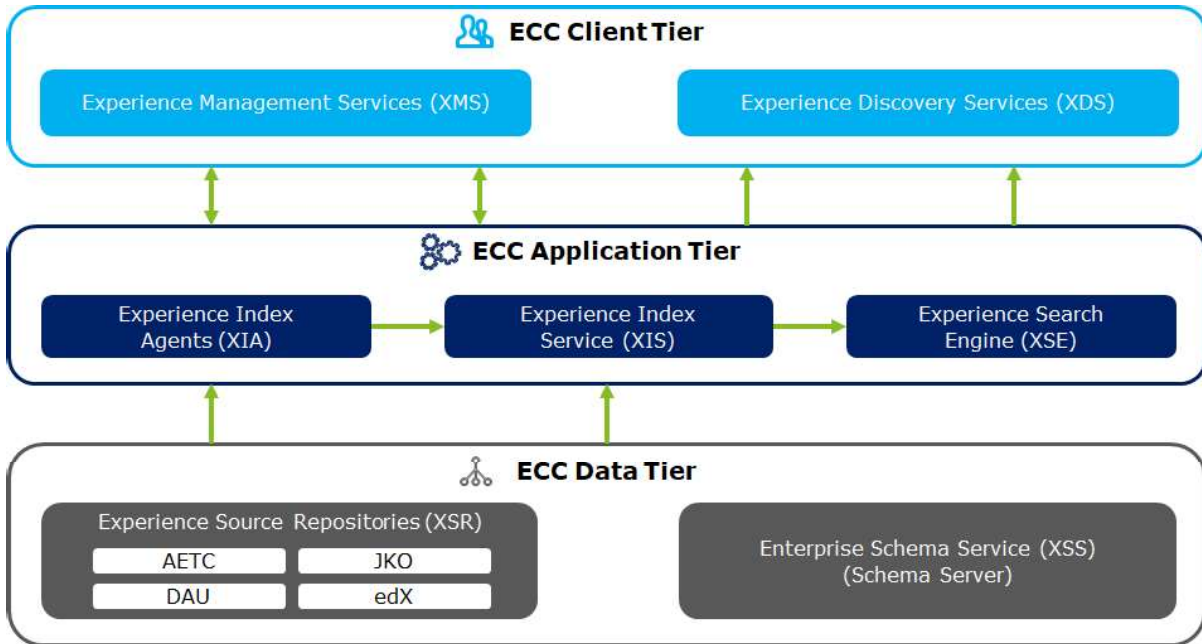 ECC Client Tier
Experience Management Services (XMS)
Experience Discovery Services (XDS)
ECC Application Tier
Experience Index
Agents (XIA)
Experience Index
Service (XIS)
Experience Search
Engine (XSE)
ECC Data Tier
Experience Source Repositories (XSR)
AETC
JKO
DAU
edX
Enterprise Schema Service (XSS)
(Schema Server)